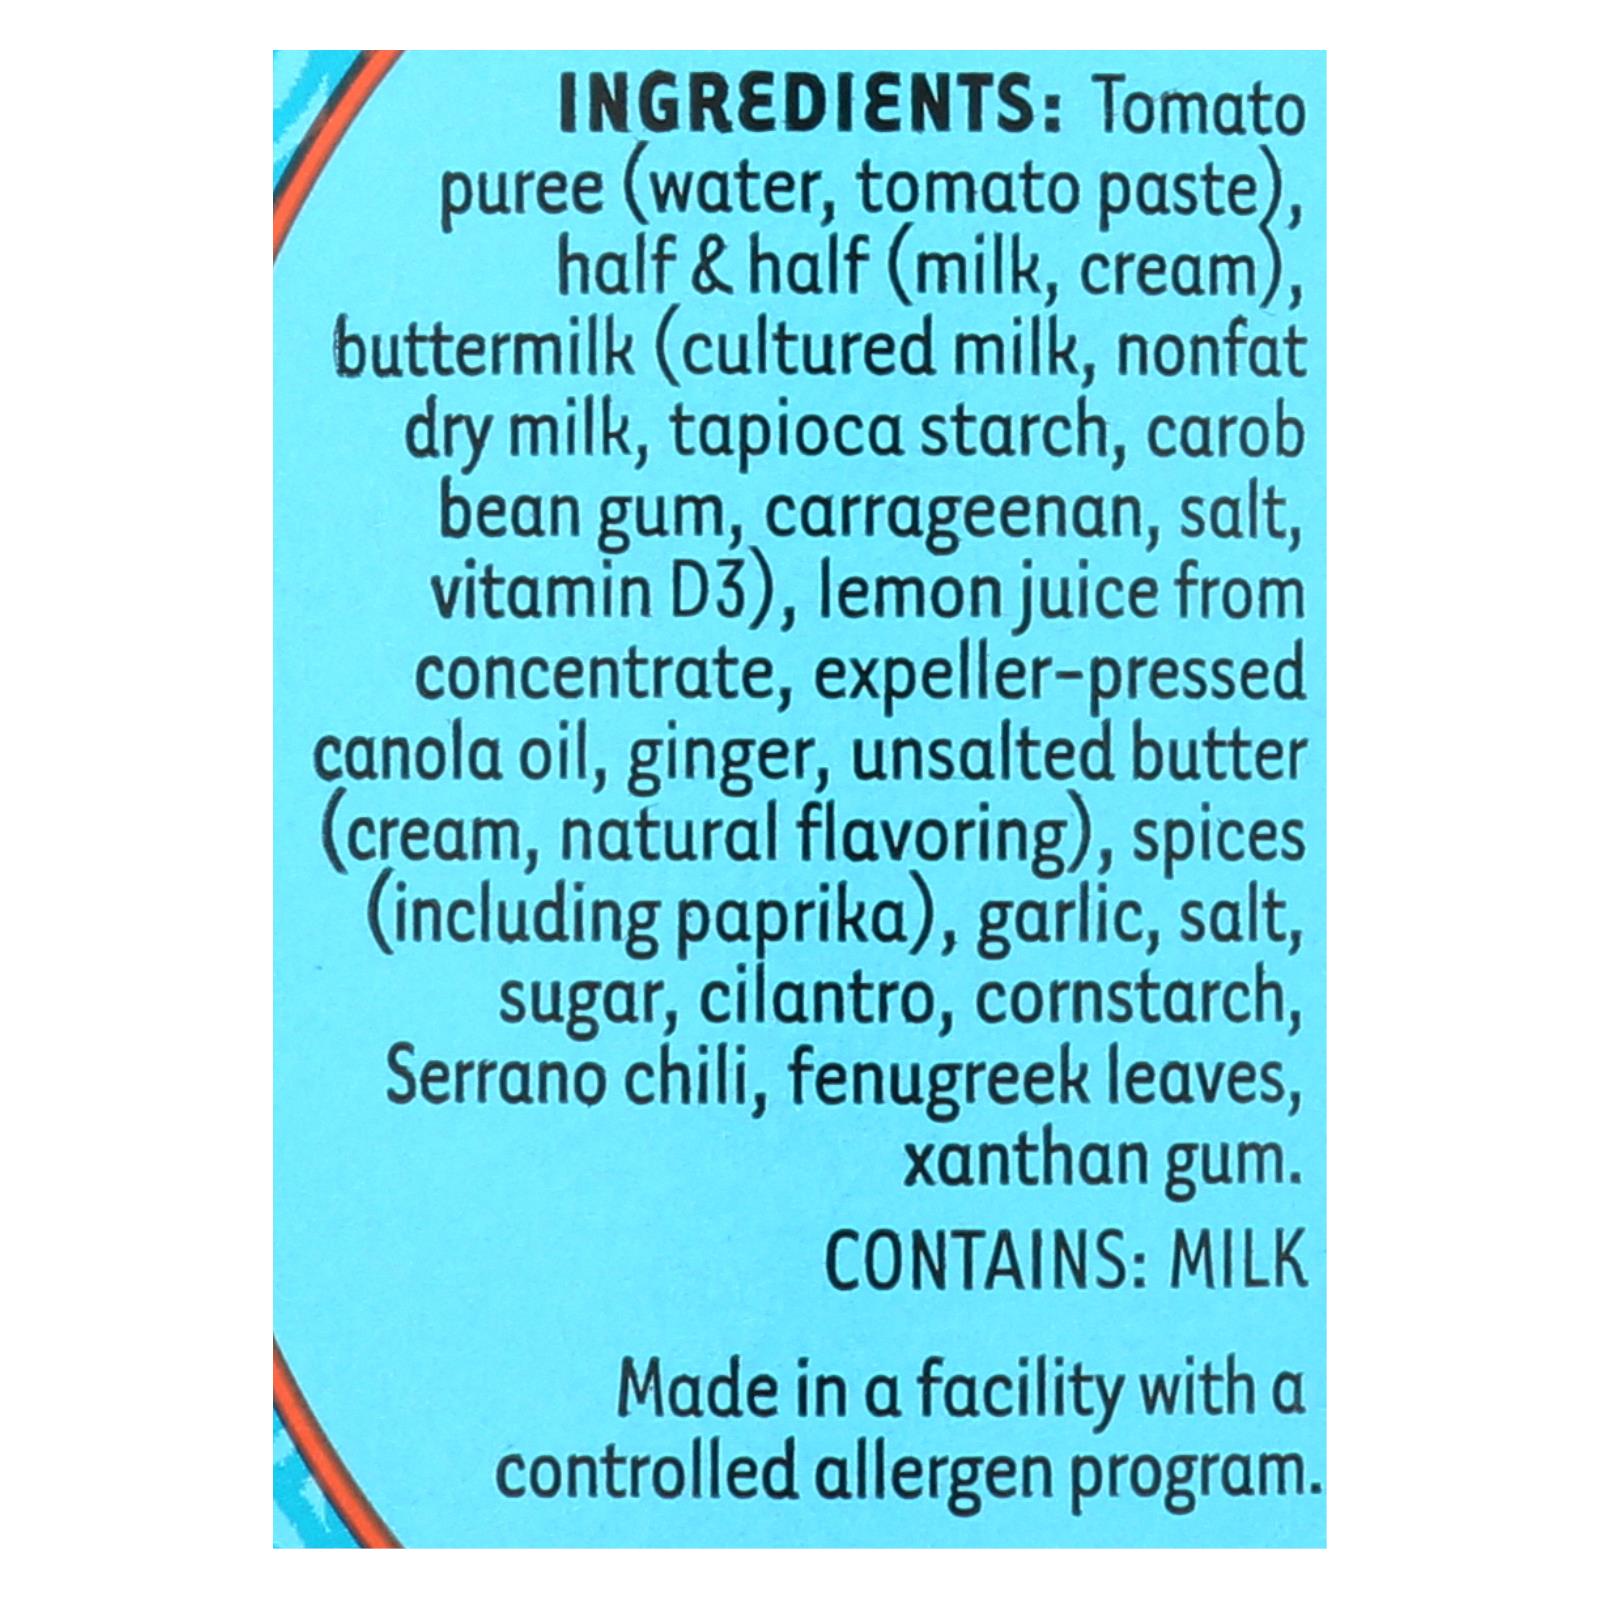 INGREDIENTS: Tomato
puree (water, tomato paste),
half & half (milk, cream),
buttermilk (cultured milk, nonfat
dry milk, tapioca starch, carob
bean gum, carrageenan, salt,
vitamin D3), lemon juice from
concentrate, expeller-pressed
canola oil, ginger, unsalted butter
(cream, natural flavoring), spices
(including paprika), garlic, salt,
sugar, cilantro, cornstarch,
Serrano chili, fenugreek leaves,
xanthan gum.
CONTAINS: MILK
Made in a facility with a
controlled allergen program.